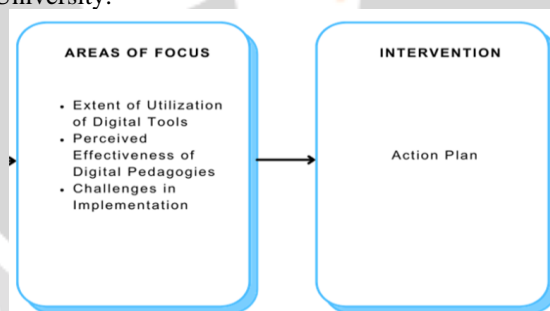 University.
AREAS OF FOCUS
• Extent of Utilization
of Digital Tools
• Perceived
Effectiveness of
Digital Pedagogies
• Challenges in
Implementation
INTERVENTION
Action Plan